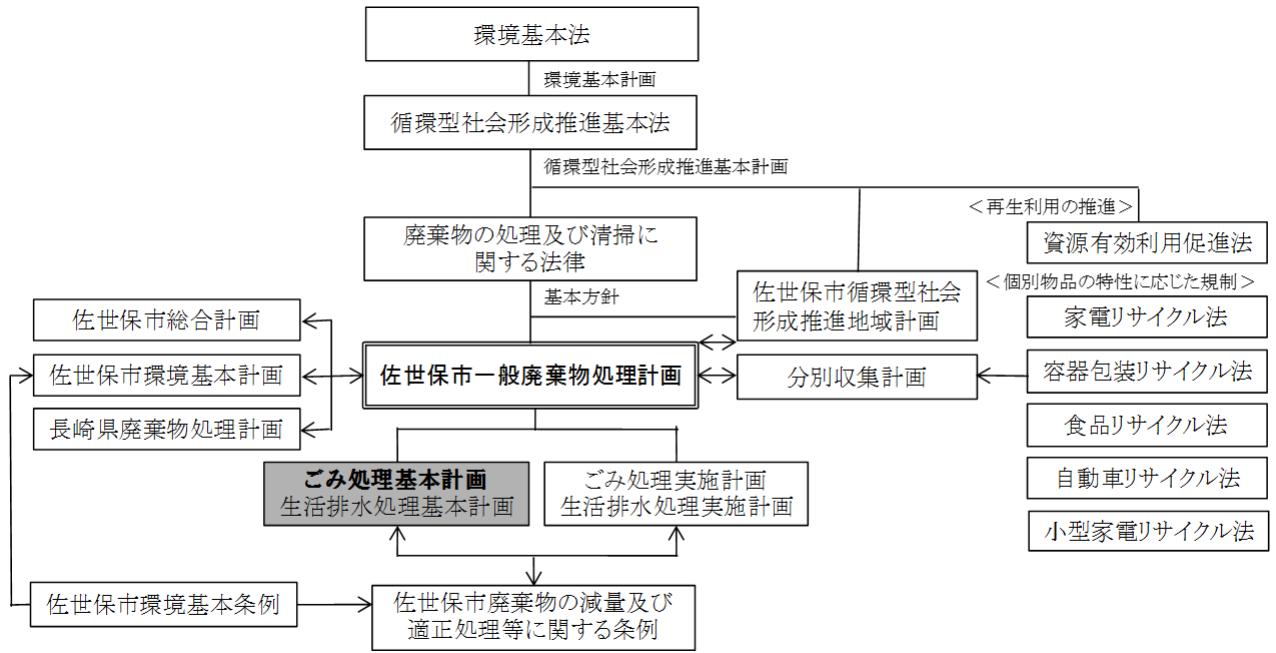 環境基本法
環境基本計画
循環型社会形成推進基本法
循環型社会形成推進基本計画
＜再生利用の推進＞
廃棄物の処理及び清掃に
関する法律
資源有効利用促進法
＜個別物品の特性に応じた規制＞
基本方針
佐世保市循環型社会
形成推進地域計画
佐世保市総合計画
家電リサイクル法
佐世保市環境基本計画
佐世保市一般廃棄物処理計画
分別収集計画
容器包装リサイクル法
長崎県廃棄物処理計画
食品リサイクル法
ごみ処理基本計画
生活排水処理基本計画
ごみ処理実施計画
生活排水処理実施計画
自動車リサイクル法
小型家電リサイクル法
佐世保市環境基本条例
佐世保市廃棄物の減量及び
適正処理等に関する条例